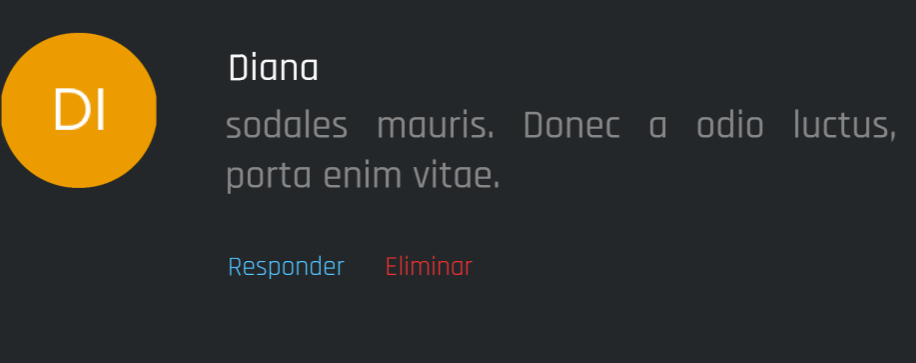 DI
Diana
sodales mauris. Donec a odio luctus,
porta enim vitae.
Responder Eliminar